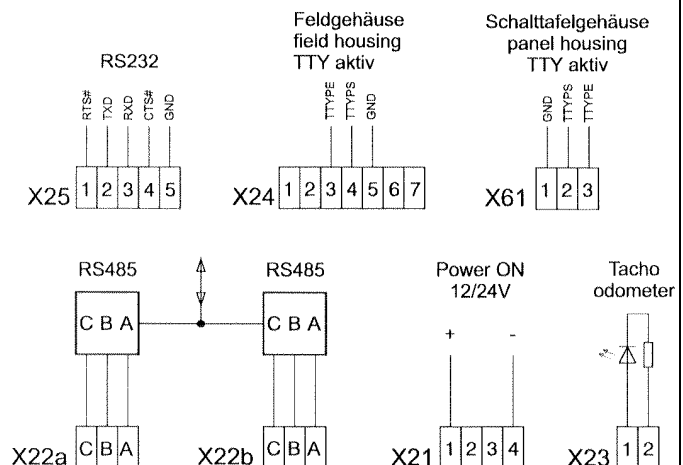 RS232
RTS#
TXD
RXD
CTS#
GND
X25 1 2 3 4 5
Feldgehäuse
field housing
TTY aktiv
TTYPE
TTYPS
GND
X24 1 2 3 4 5 6 7
Schalttafelgehäuse
panel housing
TTY aktiv
GND
TTYPS
TTYPE
X61 1 2 3
RS485
C B A
X22a C B A
RS485
C B A
X22b C B A
Power ON
12/24V
+ -
X21 1 2 3 4
Tacho
odometer
X23 1 2